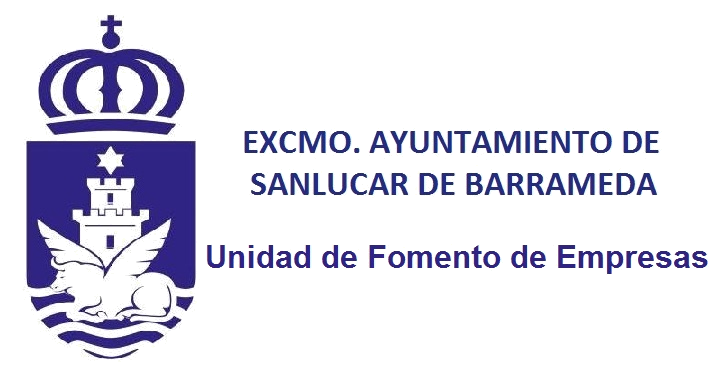 EXCMO. AYUNTAMIENTO DE
SANLUCAR DE BARRAMEDA
Unidad de Fomento de Empresas